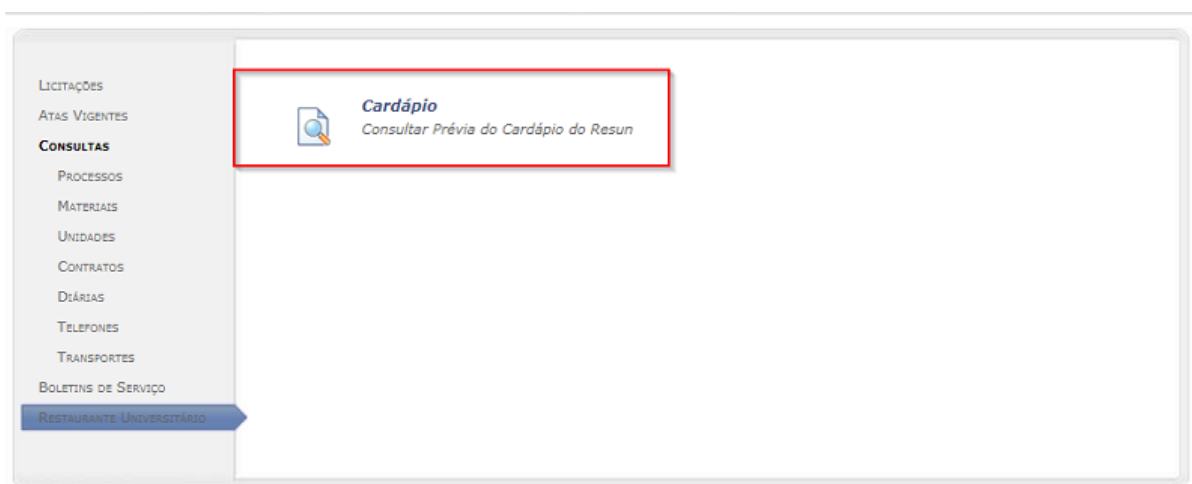 Licitações
Atas Vigentes
Consultas
Processos
Materiais
Unidades
Contratos
Diárias
Telefones
Transportes
Boletins de Serviço
Restaurante Universitário
Cardápio
Consultar Prévia do Cardápio do Resun